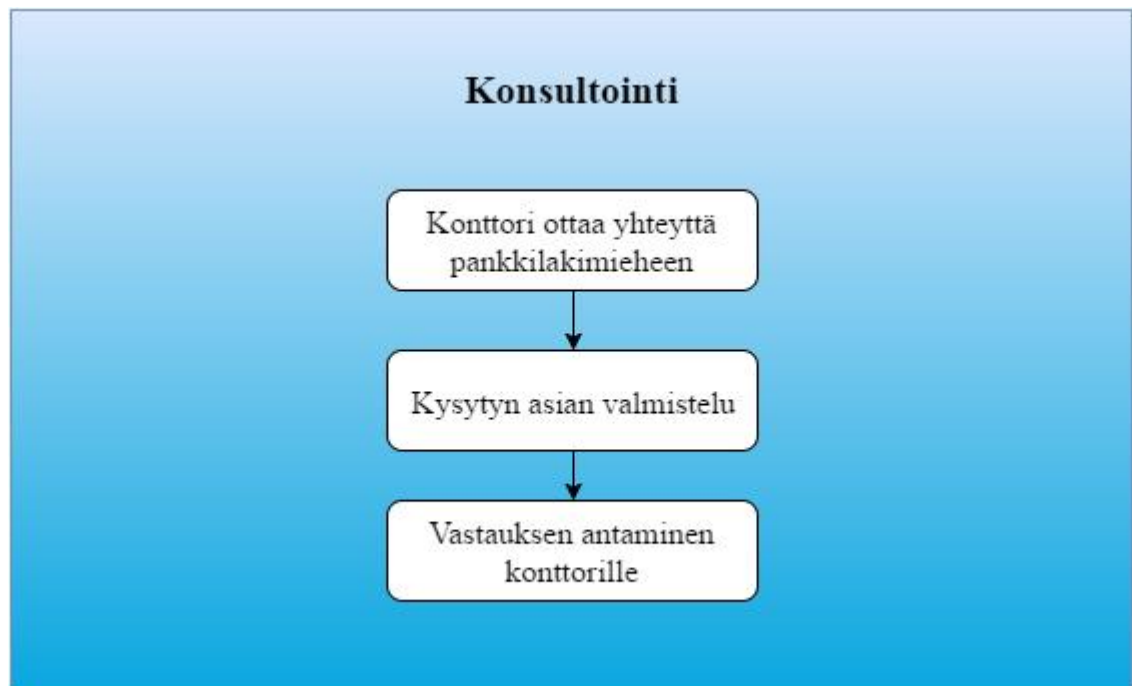 Konsultointi
Konttori ottaa yhteyttä
pankkilakimieheen
Kysytyn asian valmistelu
Vastauksen antaminen
konttorille